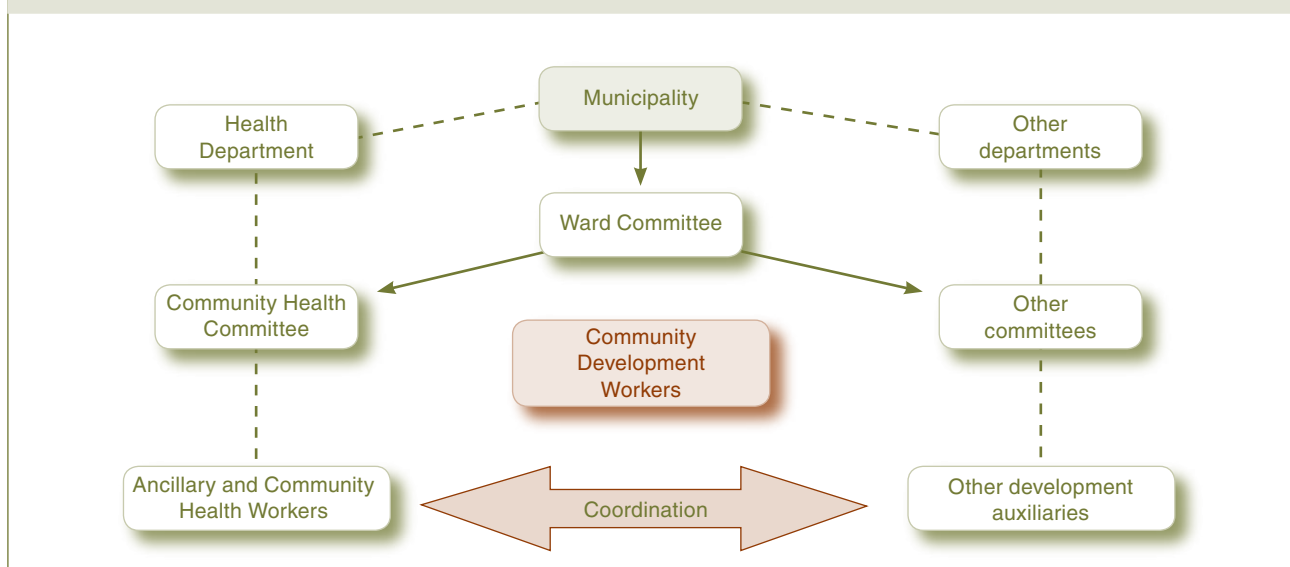 Municipality
Health
Department
Other
departments
Ward Committee
Community Health
Committee
Other
committees
Community
Development
Workers
Ancillary and Community
Health Workers
Coordination
Other development
auxiliaries